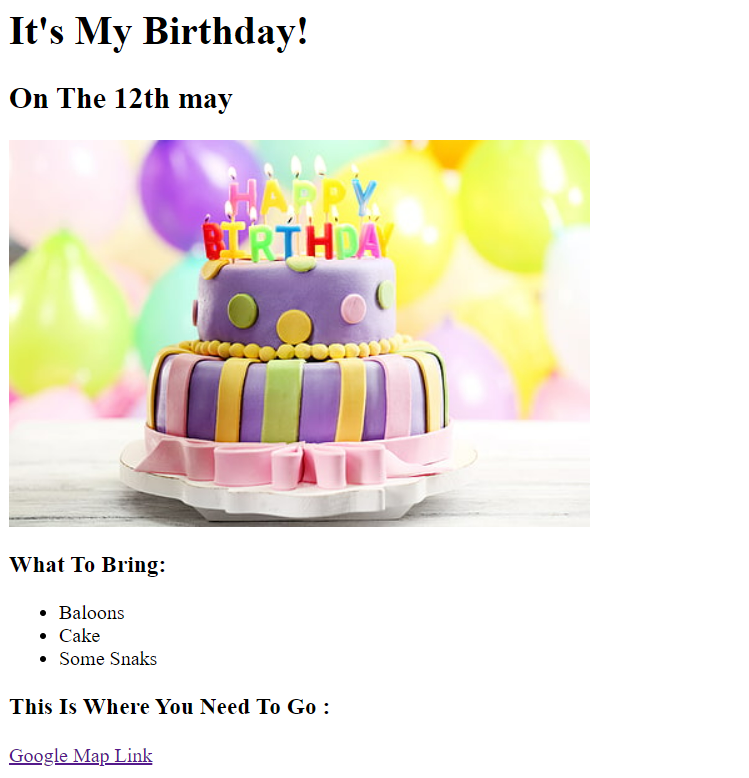 It's My Birthday!
On The 12th may
HAPPY
BIRTHDAY
What To Bring:
Baloons
Cake
Some Snaks
This Is Where You Need To Go :
Google Map Link